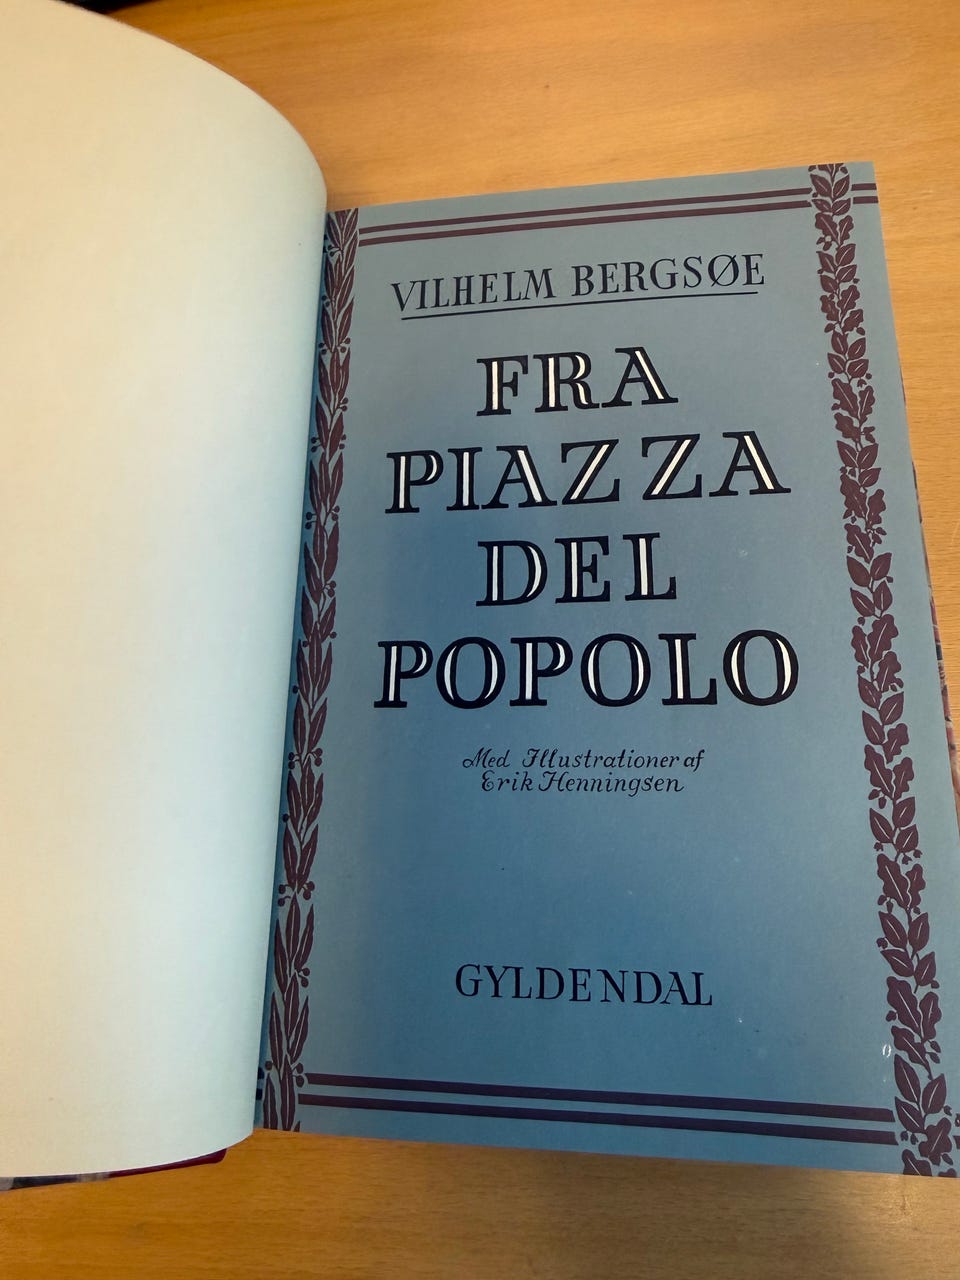 VILHELM BERGSØE
FRA
PIAZZA
DEL
POPOLO
Med Illustrationer af
Erik Henningsen
GYLDENDAL